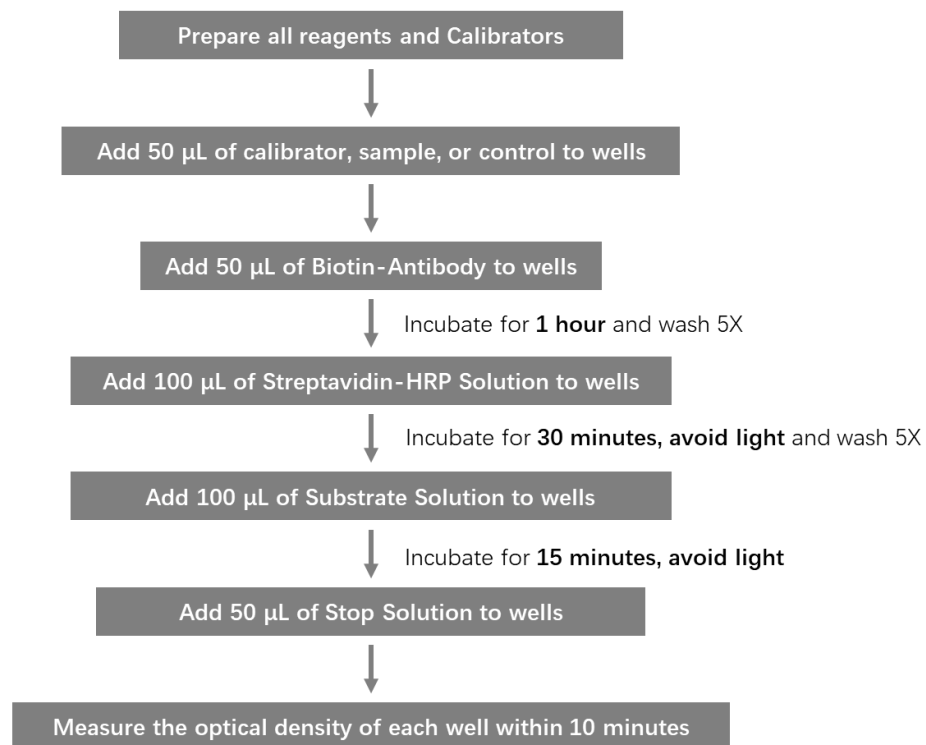 Prepare all reagents and Calibrators
Add 50 µL of calibrator, sample, or control to wells
Add 50 µL of Biotin-Antibody to wells
Incubate for 1 hour and wash 5X
Add 100 µL of Streptavidin-HRP Solution to wells
Incubate for 30 minutes, avoid light and wash 5X
Add 100 µL of Substrate Solution to wells
Incubate for 15 minutes, avoid light
Add 50 µL of Stop Solution to wells
Measure the optical density of each well within 10 minutes